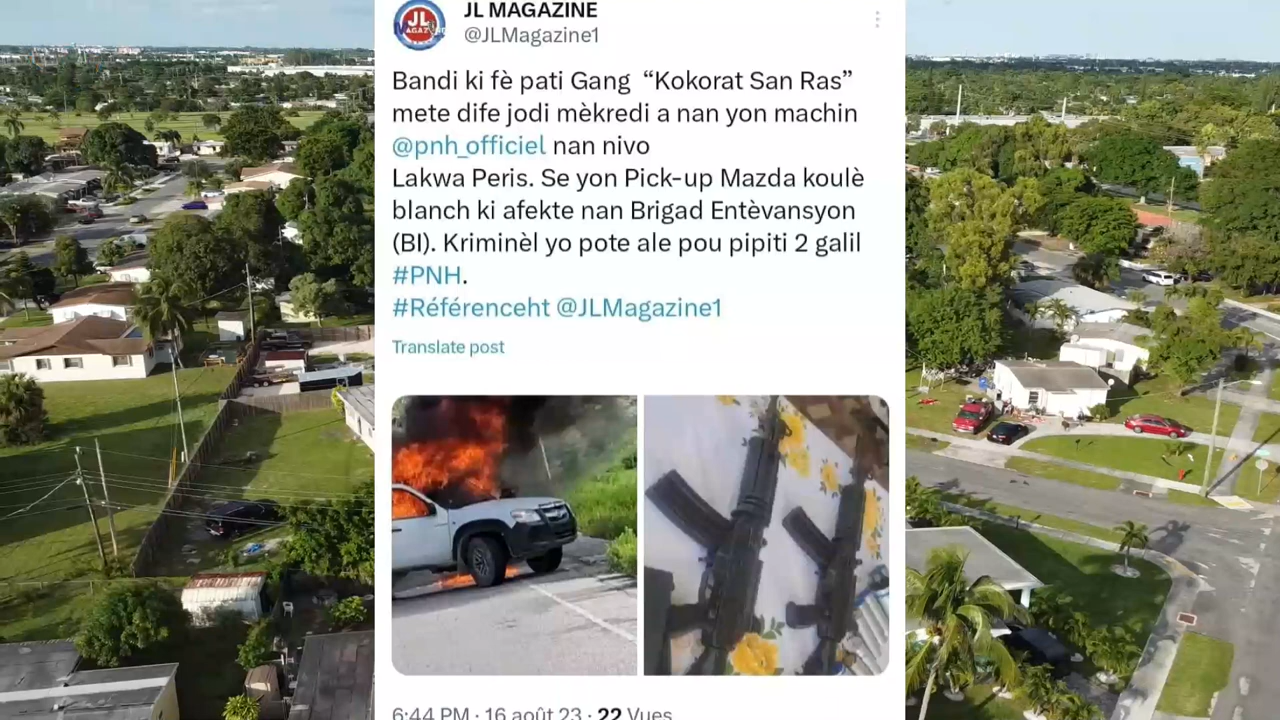 JL MAGAZINE
@JLMagazine1
Bandi ki fè pati Gang “Kokorat San Ras”
mete dife jodi mèkredi a nan yon machin
@pnh_officiel nan nivo
Lakwa Peris. Se yon Pick-up Mazda koulè
blanch ki afekte nan Brigad Entèvansyon
(BI). Kriminèl yo pote ale pou pipiti 2 galil
#PNH.
#Référenceht @JLMagazine1
Translate post
6:44 PM · 16 août 23 · 22 Vues